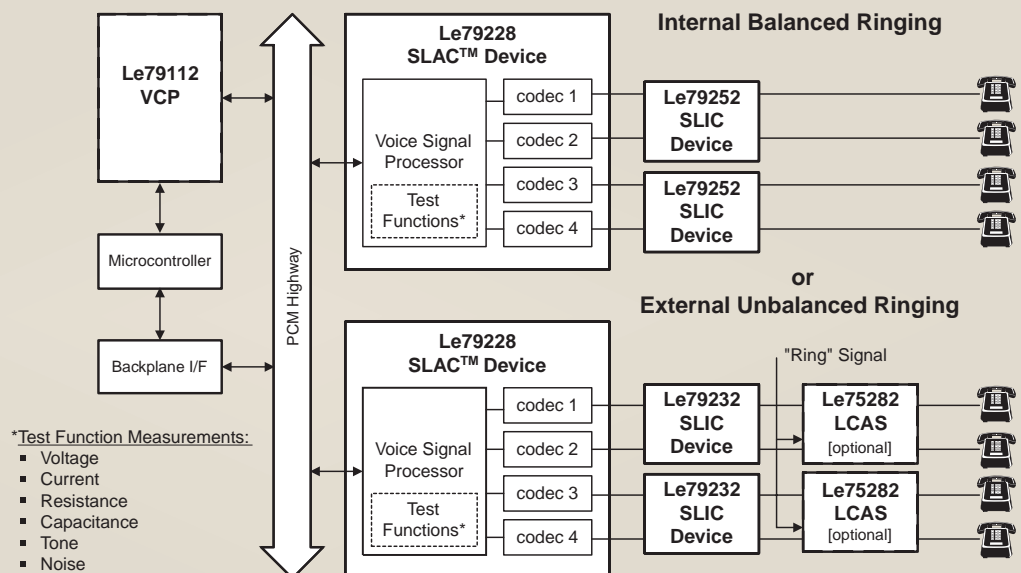 Internal Balanced Ringing
Le79112
VCP
Microcontroller
Backplane I/F
PCM Highway
Le79228
SLAC™ Device
Voice Signal
Processor
Test
Functions*
codec 1
codec 2
codec 3
codec 4
Le79252
SLIC
Device
Le79252
SLIC
Device
or
External Unbalanced Ringing
Le79228
SLAC™ Device
Voice Signal
Processor
Test
Functions*
codec 1
codec 2
codec 3
codec 4
"Ring" Signal
Le79232
SLIC
Device
Le79232
SLIC
Device
Le75282
LCAS
[optional]
Le75282
LCAS
[optional]
*Test Function Measurements:
▪ Voltage
▪ Current
▪ Resistance
▪ Capacitance
▪ Tone
▪ Noise